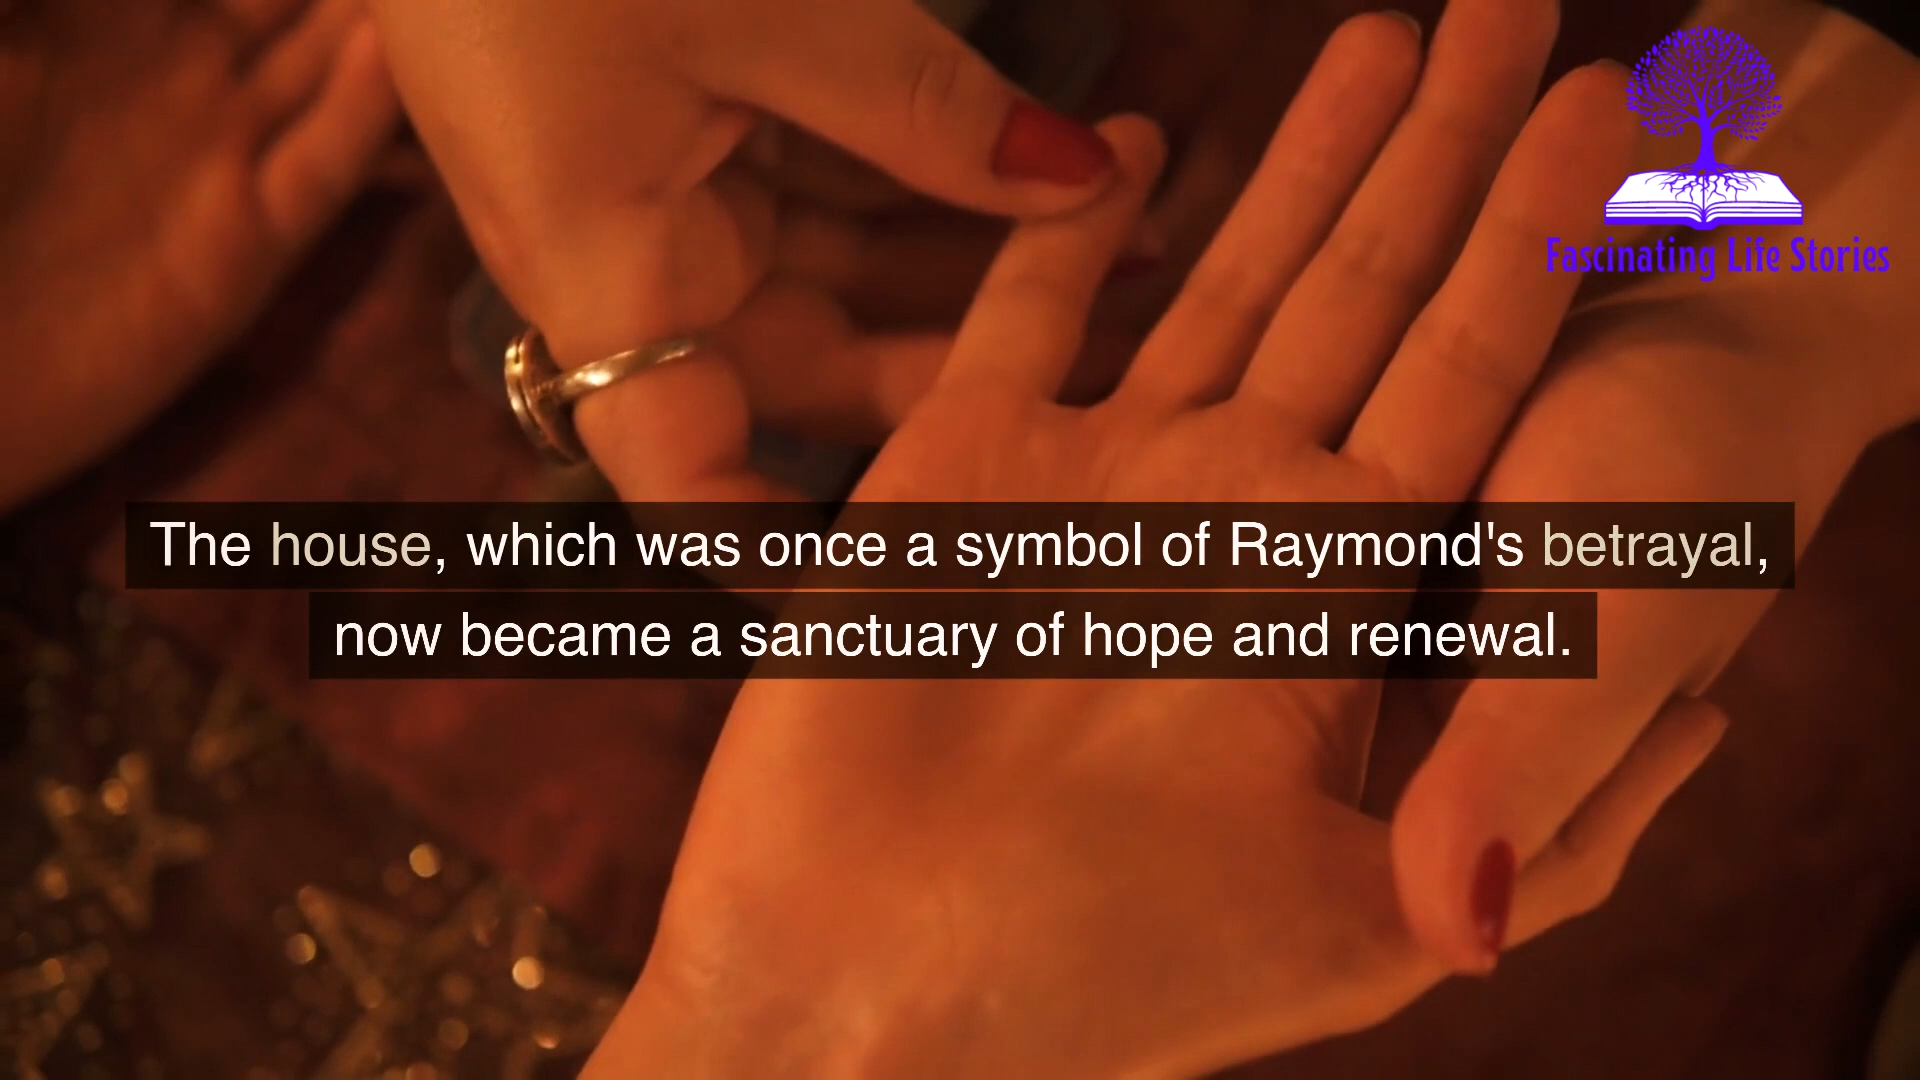 Fascinating Life Stories
The house, which was once a symbol of Raymond's betrayal,
now became a sanctuary of hope and renewal.